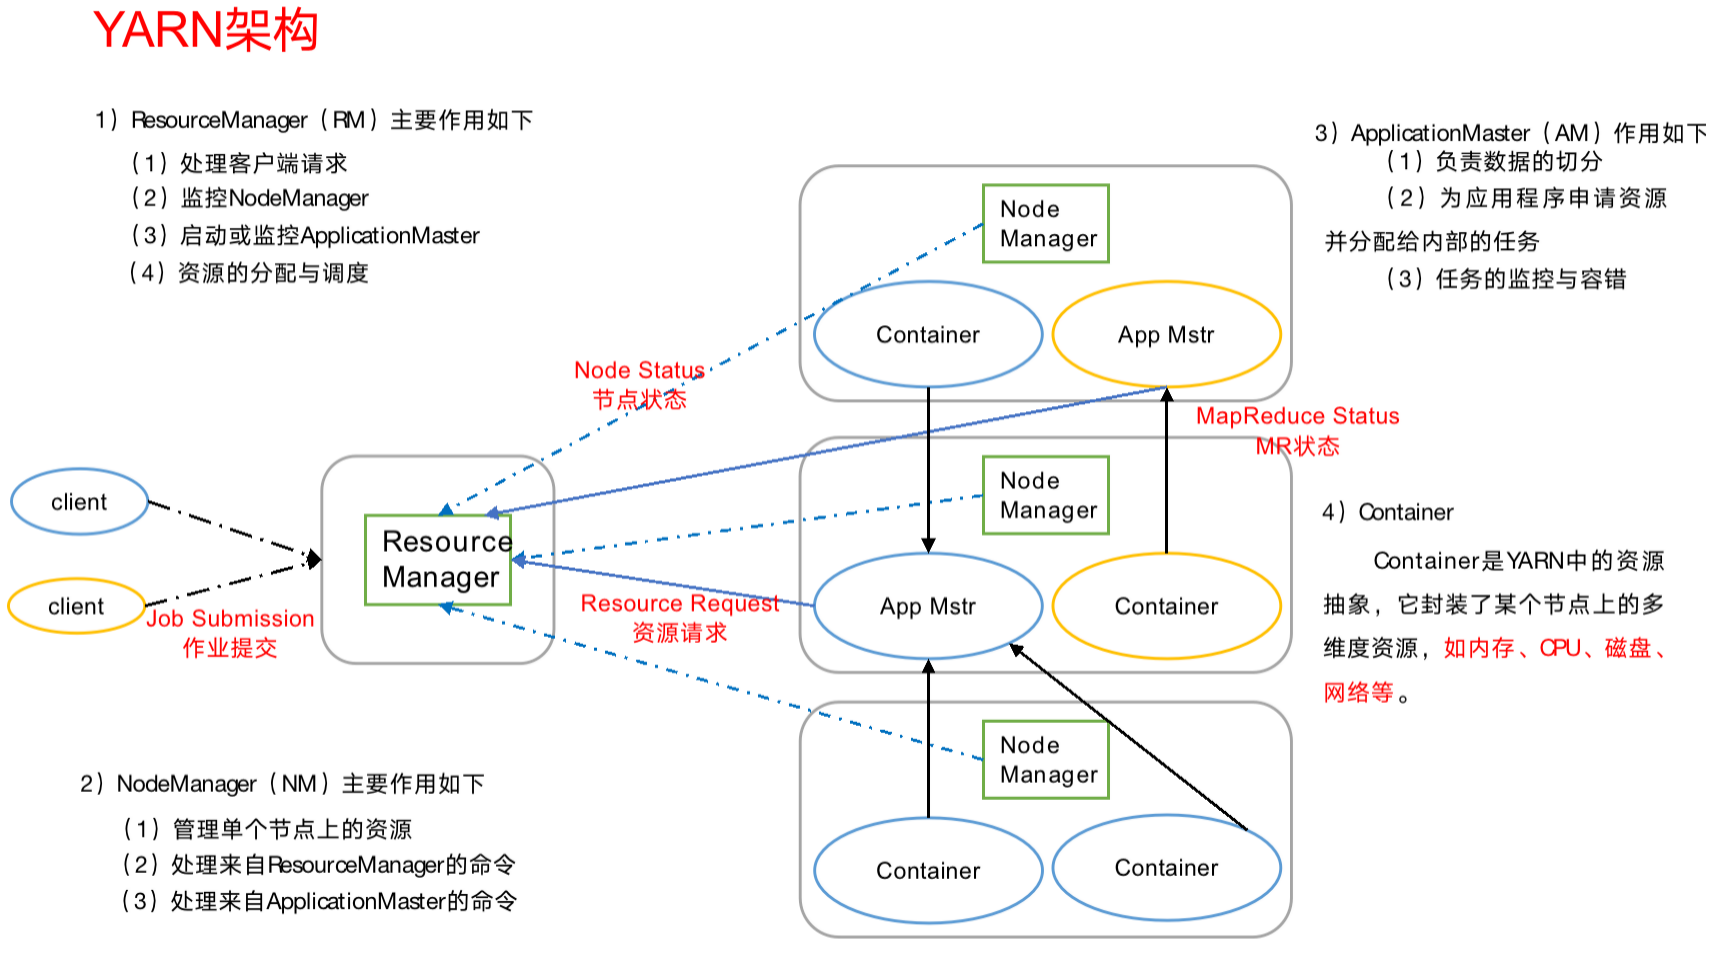 YARN架构
1）ResourceManager（RM）主要作用如下
（1）处理客户端请求
（2）监控NodeManager
（3）启动或监控ApplicationMaster
（4）资源的分配与调度
3）ApplicationMaster（AM）作用如下
（1）负责数据的切分
（2）为应用程序申请资源
并分配给内部的任务
（3）任务的监控与容错
Node
Manager
Container
App Mstr
Node Status
节点状态
MapReduce Status
MR状态
client
client
Job Submission
作业提交
Resource
Manager
Resource Request
资源请求
Node
Manager
App Mstr
Container
4）Container
Container是YARN中的资源
抽象，它封装了某个节点上的多
维度资源，如内存、CPU、磁盘、
网络等。
Node
Manager
Container
Container
2）NodeManager（NM）主要作用如下
（1）管理单个节点上的资源
（2）处理来自ResourceManager的命令
（3）处理来自ApplicationMaster的命令